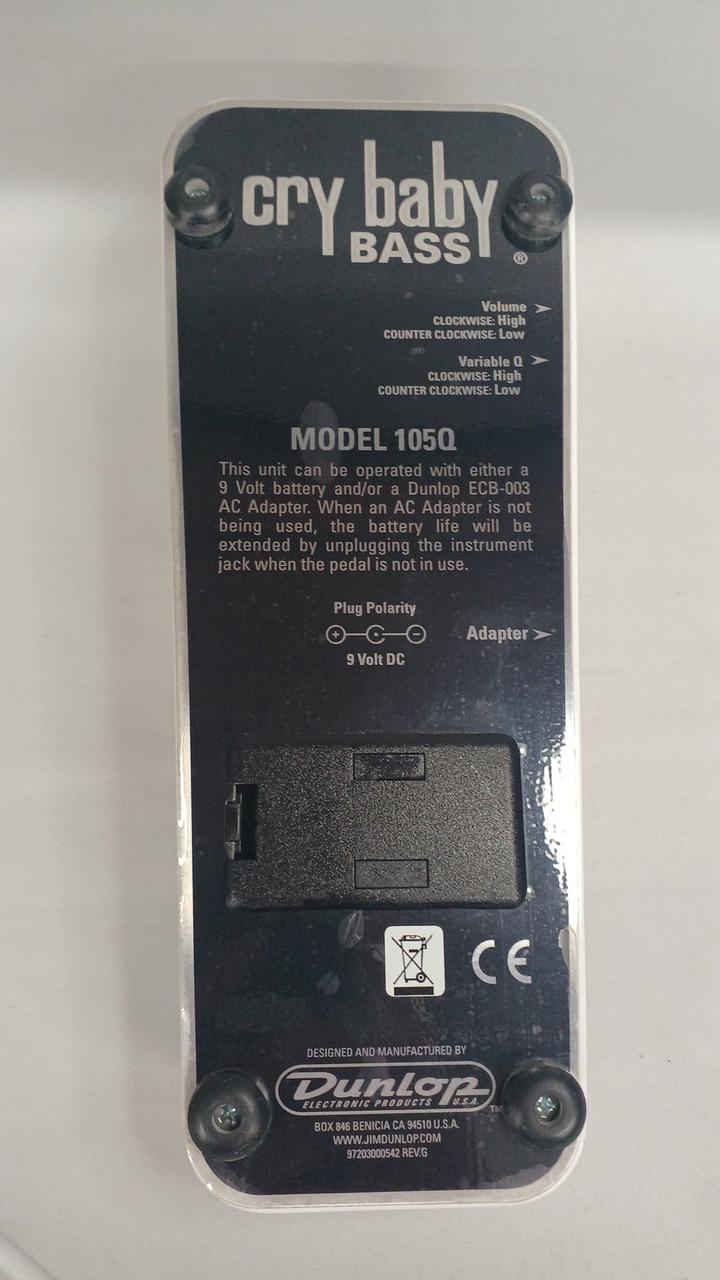 cry baby
BASS ®
Volume
CLOCKWISE: High
COUNTER CLOCKWISE: Low
Variable Q
CLOCKWISE: High
COUNTER CLOCKWISE: Low
MODEL 105Q
This unit can be operated with either a
9 Volt battery and/or a Dunlop ECB-003
AC Adapter. When an AC Adapter is not
being used, the battery life will be
extended by unplugging the instrument
jack when the pedal is not in use.
Plug Polarity
+ -
Adapter
9 Volt DC
CE
DESIGNED AND MANUFACTURED BY
Dunlop
ELECTRONIC PRODUCTS U.S.A. TM
BOX 846 BENICIA CA 94510 U.S.A.
WWW.JIMDUNLOP.COM
97203000542 REV.G